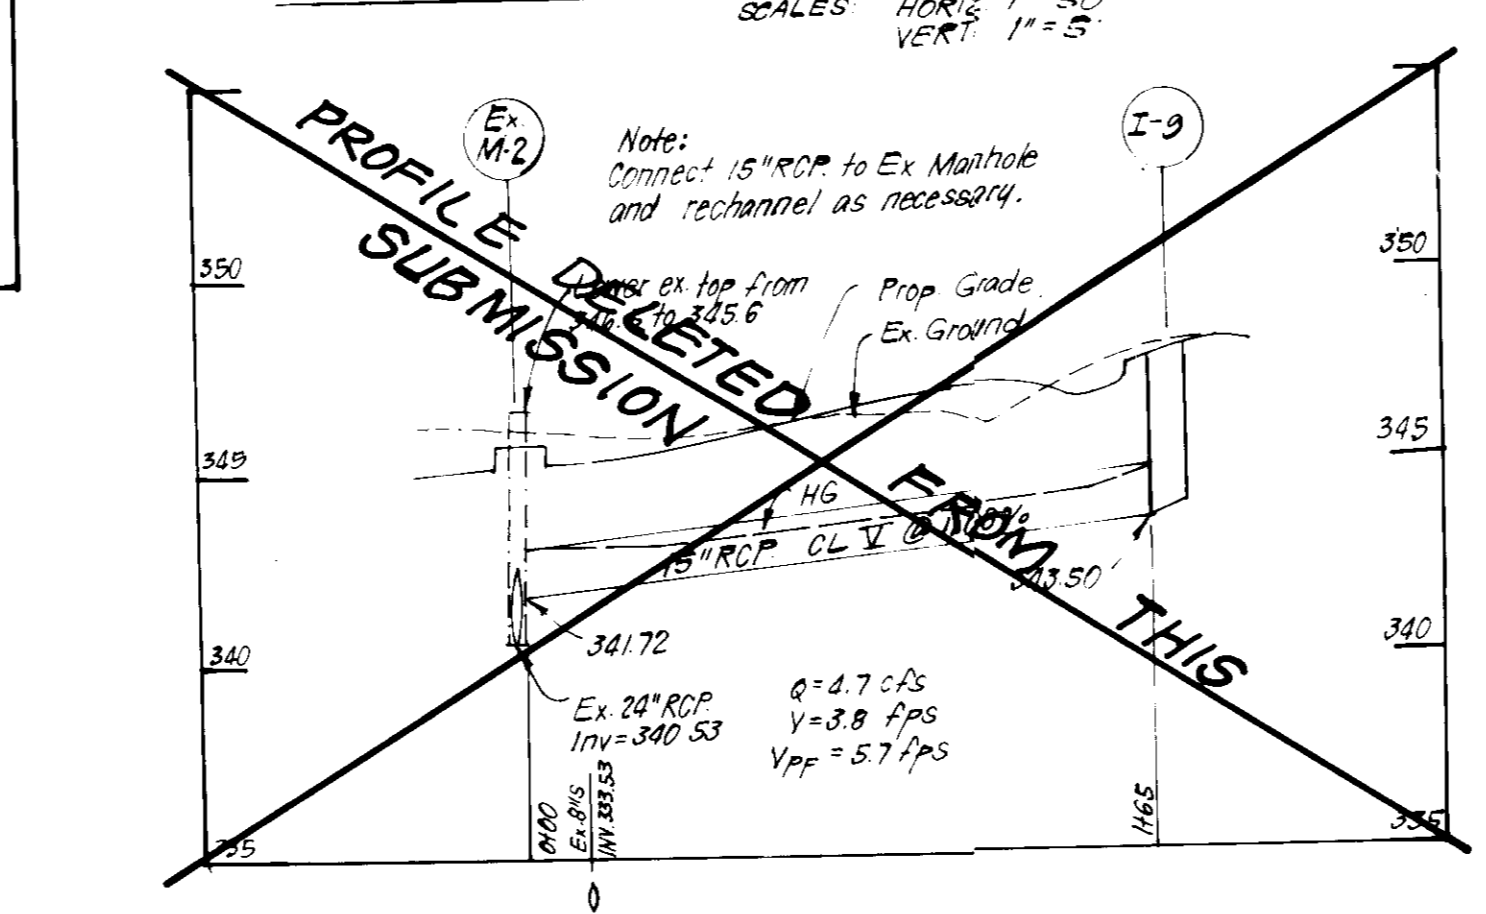 SCALES: HORIZ. 1" 50'
VERT. 1" = 5'
PROFILE DELETED FROM THIS
SUBMISSION
Ex.
M-2
I-9
Note:
Connect 15" RCP. to Ex Manhole
and rechannel as necessary.
Lower ex. top from
to 345.6
Prop. Grade
Ex. Ground
350
350
345
345
HG
15" RCP. CL V @
343.50
341.72
340
340
Ex. 24" RCP.
Inv = 340.53
Q = 4.7 cfs
V = 3.8 fps
VPF = 5.7 fps
0+00
Ex. 8"S
INV. 333.53
1+65
335
335